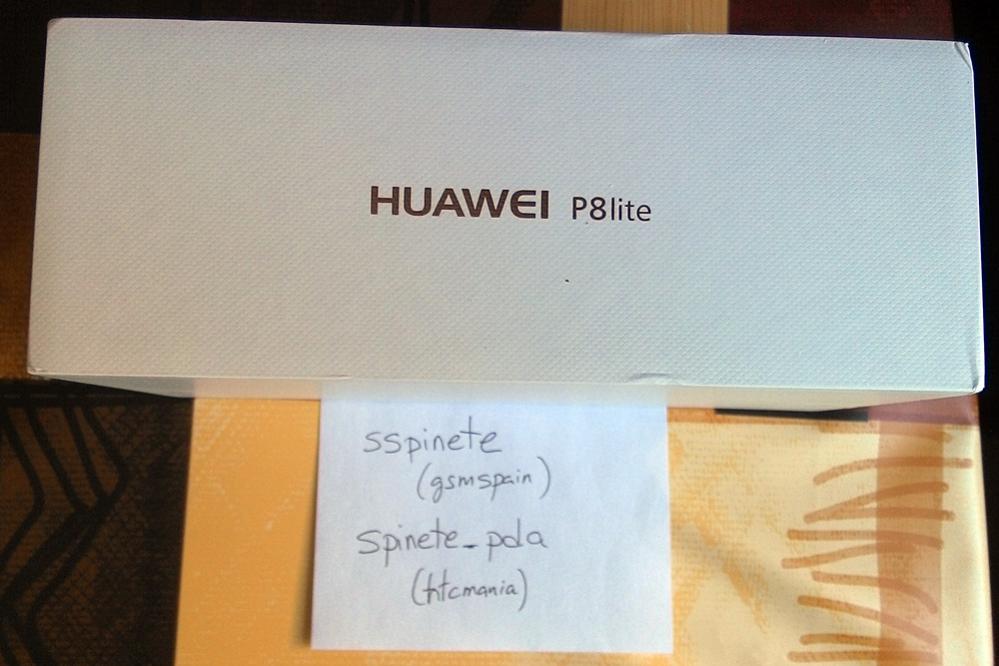 HUAWEI P8lite
sspinete
(gsmspain)
spinete_pda
(htcmania)